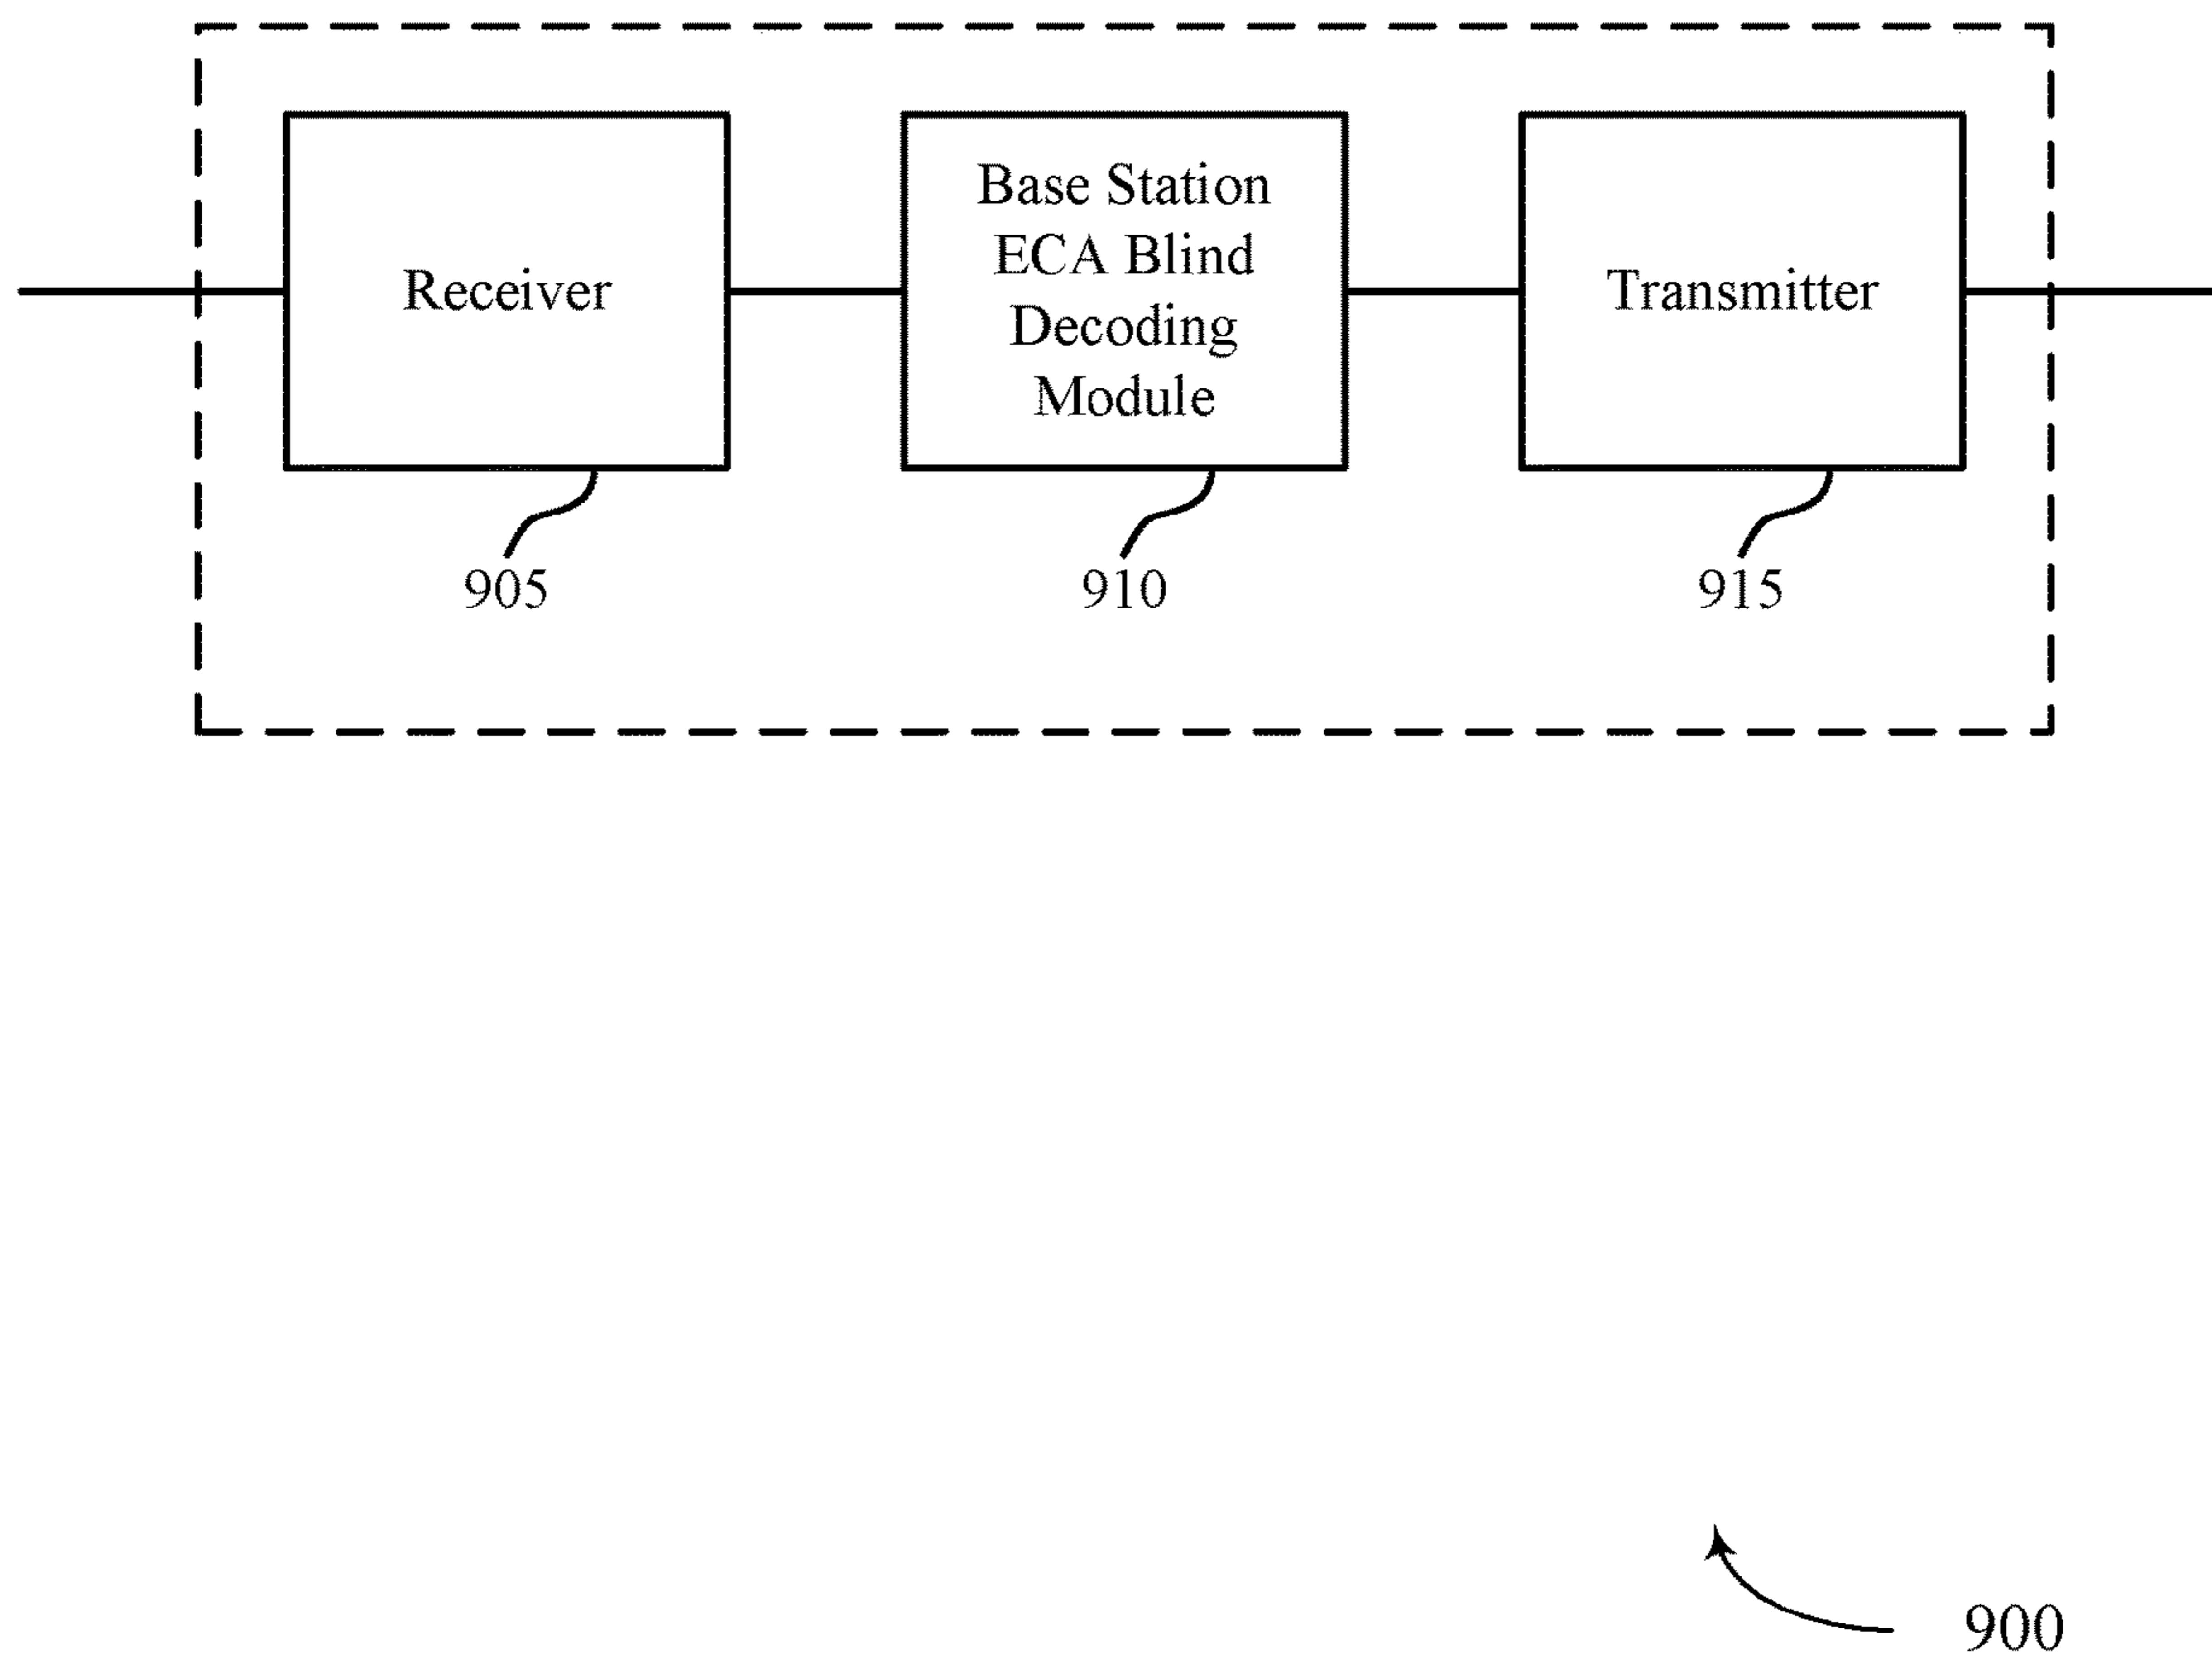 Receiver
Base Station
ECA Blind
Decoding
Module
Transmitter
905
910
915
900